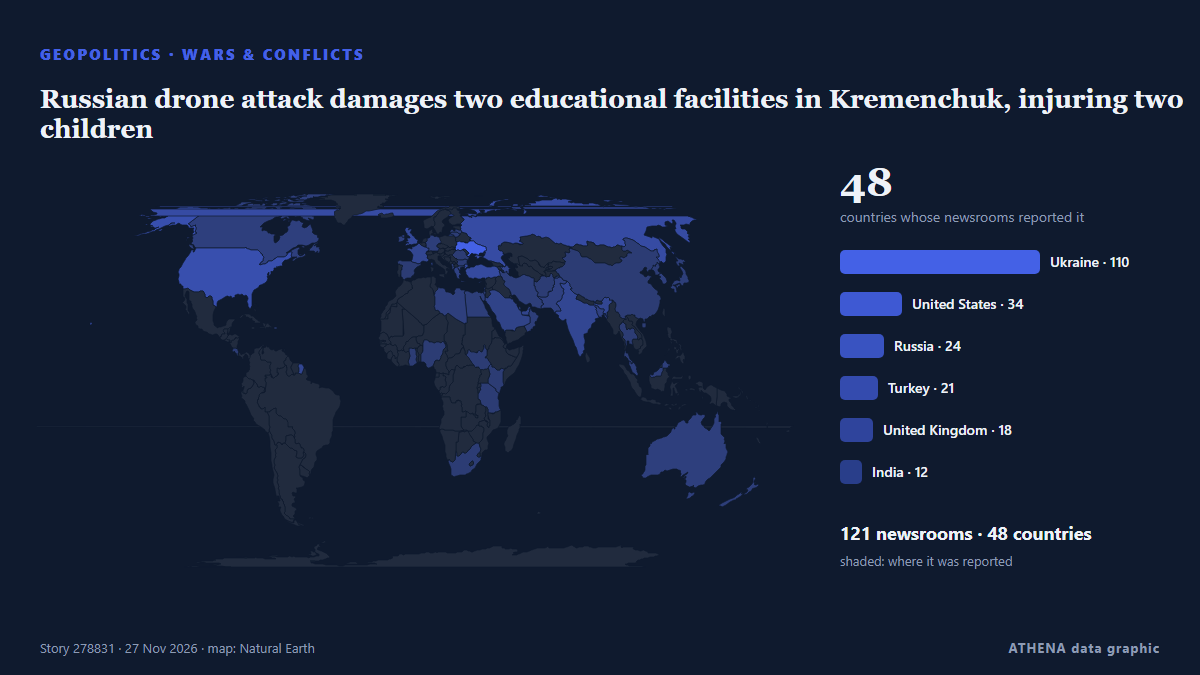 GEOPOLITICS · WARS & CONFLICTS
Russian drone attack damages two educational facilities in Kremenchuk, injuring two
children
48
countries whose newsrooms reported it
Ukraine · 110
United States · 34
Russia · 24
Turkey · 21
United Kingdom · 18
India · 12
121 newsrooms · 48 countries
shaded: where it was reported
Story 278831 · 27 Nov 2026 · map: Natural Earth
ATHENA data graphic